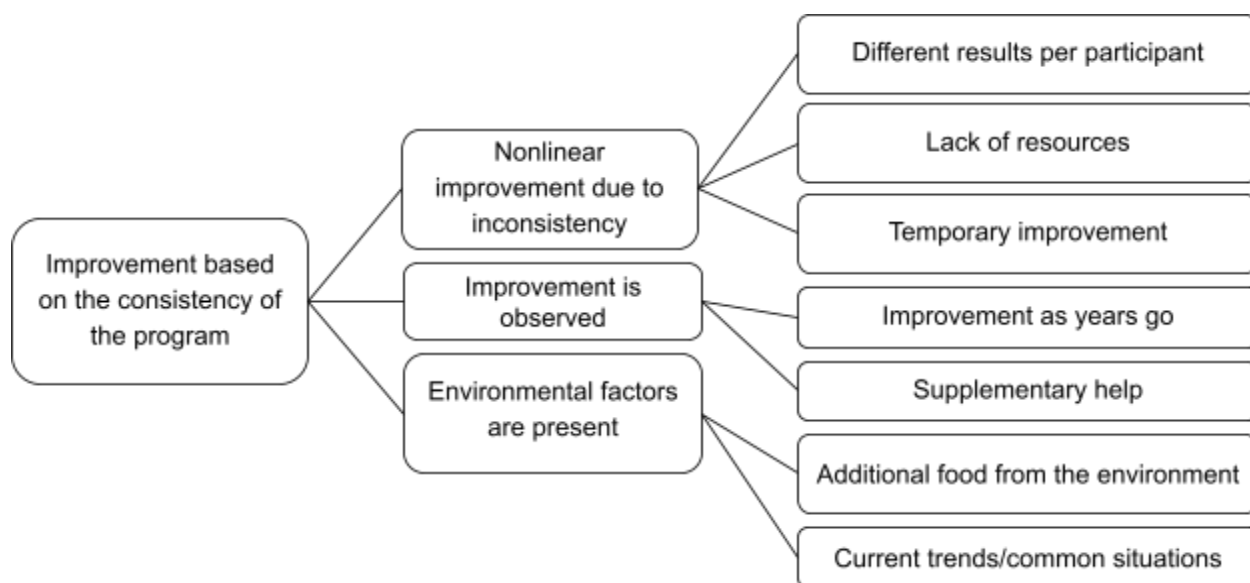 Improvement based
on the consistency of
the program
Nonlinear
improvement due to
inconsistency
Improvement is
observed
Environmental factors
are present
Different results per participant
Lack of resources
Temporary improvement
Improvement as years go
Supplementary help
Additional food from the environment
Current trends/common situations